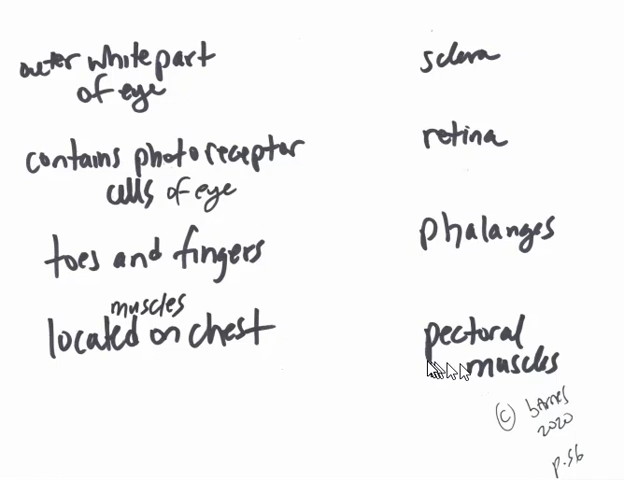 outer white part
of eye
sclera
contains photoreceptor
cells of eye
retina
toes and fingers
phalanges
muscles
located on chest
pectoral
muscles
©
2020
p.56